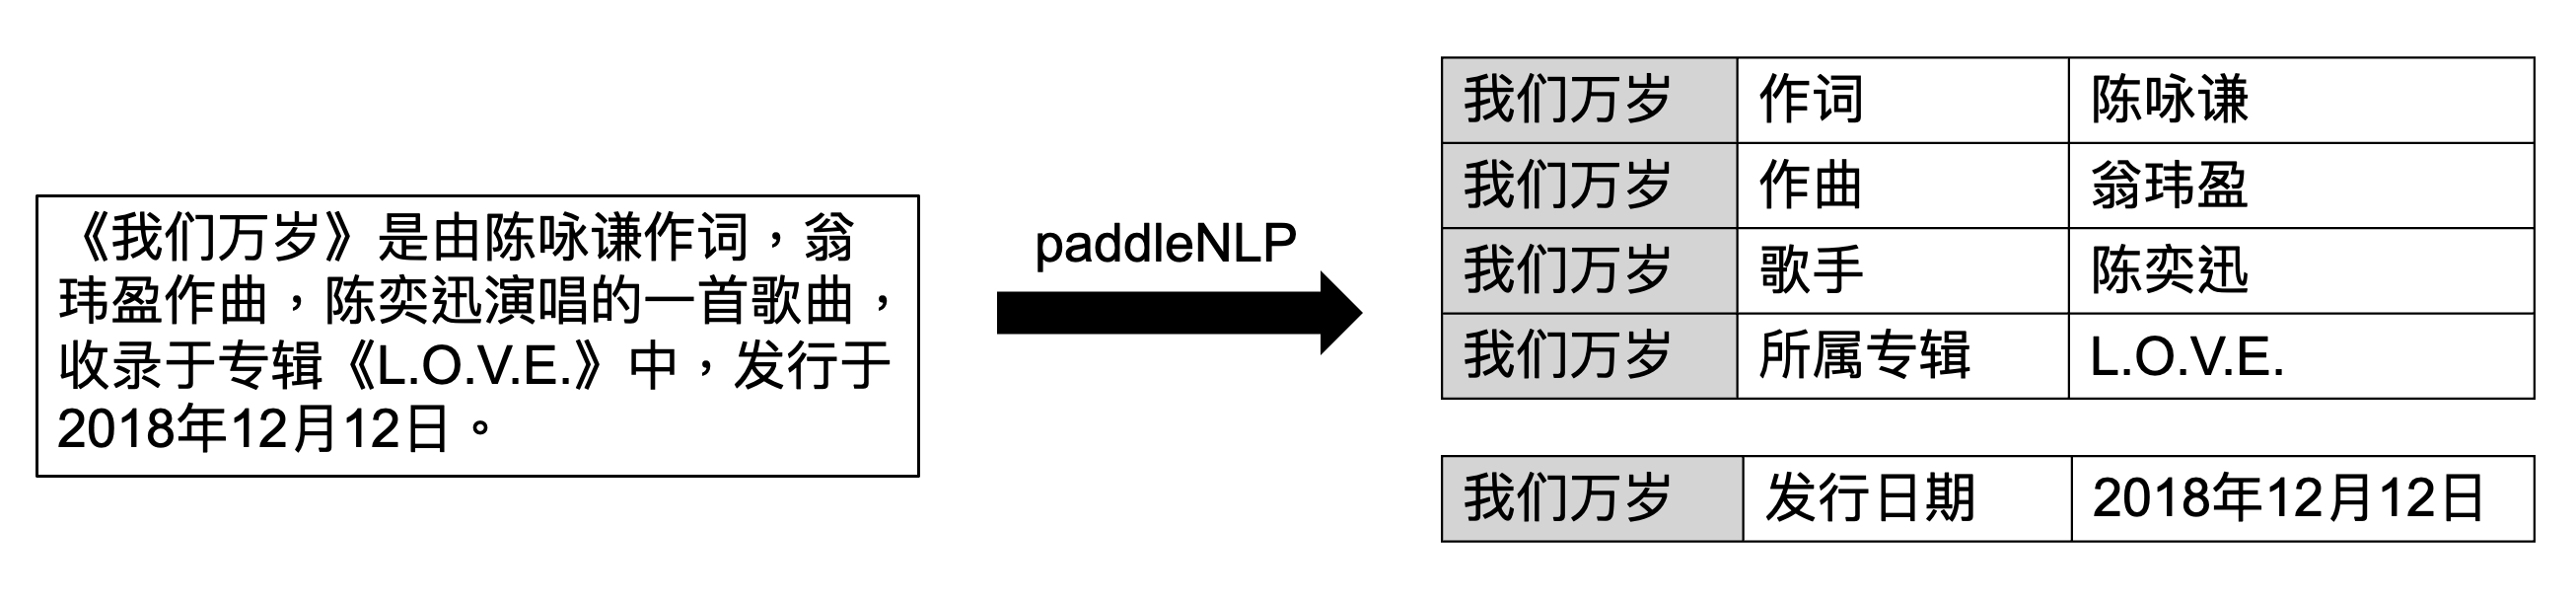 《我们万岁》是由陈咏谦作词，翁
玮盈作曲，陈奕迅演唱的一首歌曲，
收录于专辑《L.O.V.E.》中，发行于
2018年12月12日。
paddleNLP
我们万岁 作词 陈咏谦
我们万岁 作曲 翁玮盈
我们万岁 歌手 陈奕迅
我们万岁 所属专辑 L.O.V.E.
我们万岁 发行日期 2018年12月12日